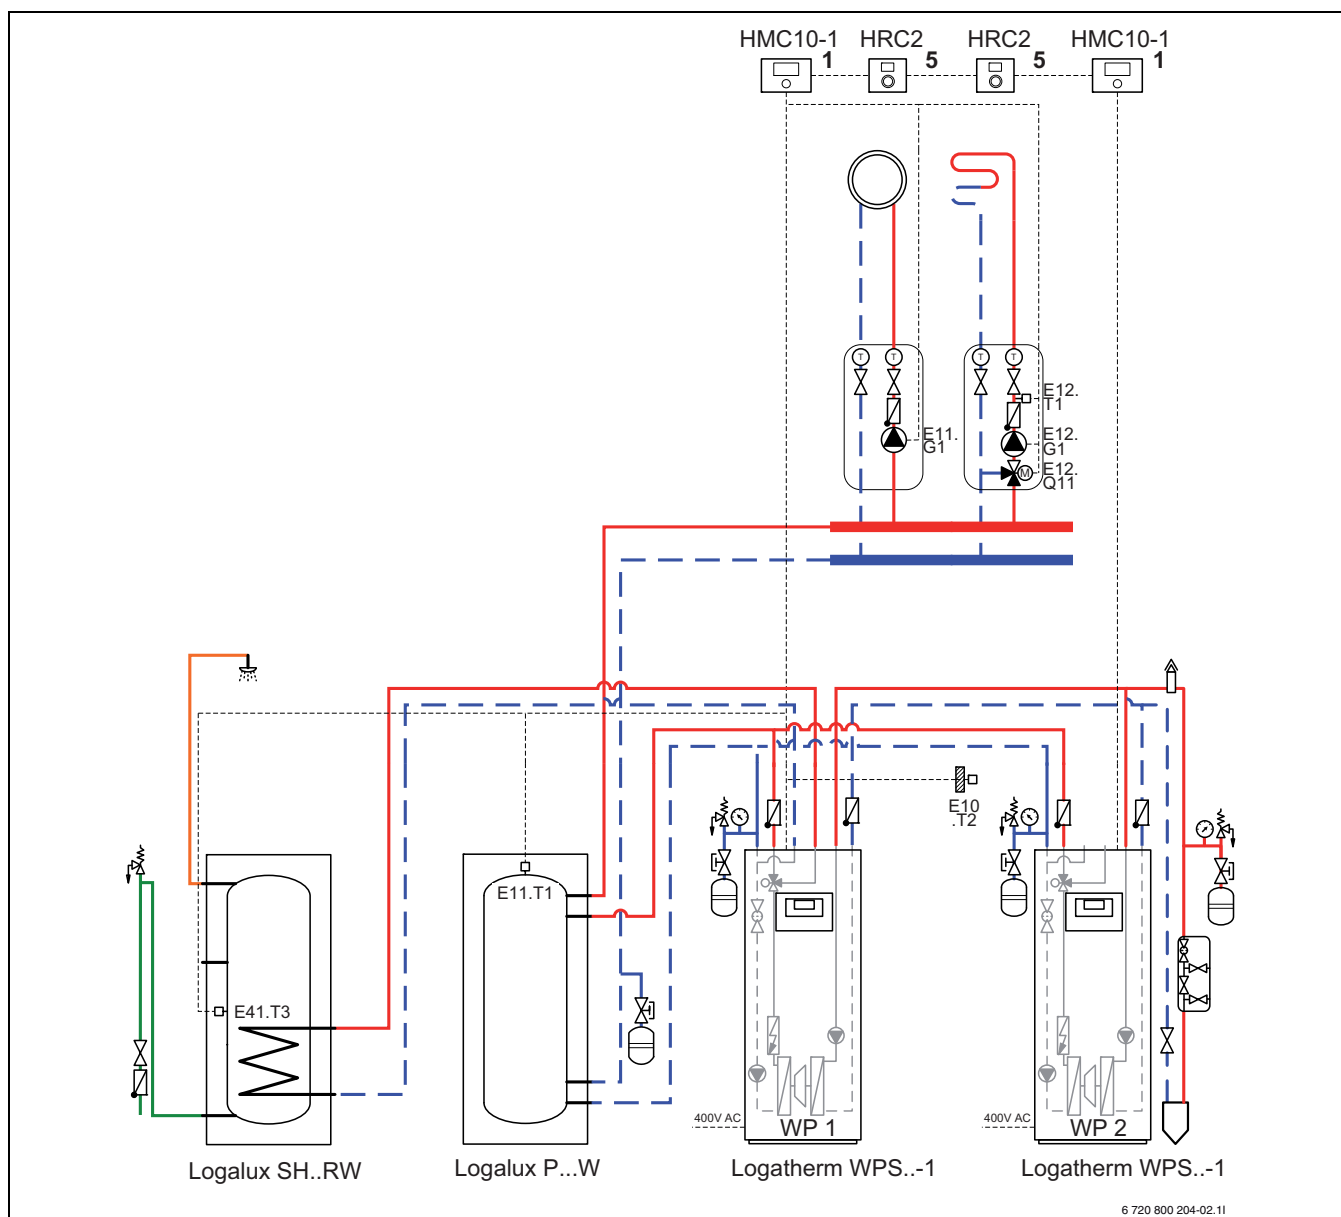 HMC10-1
1
HRC2
5
HRC2
5
HMC10-1
1
T
T
T
T
E12.
T1
E11.
G1
E12.
G1
M
E12.
Q11
E10
.T2
E11.T1
E41.T3
400V AC
WP 1
400V AC
WP 2
Logalux SH..RW
Logalux P...W
Logatherm WPS..-1
Logatherm WPS..-1
6 720 800 204-02.1I